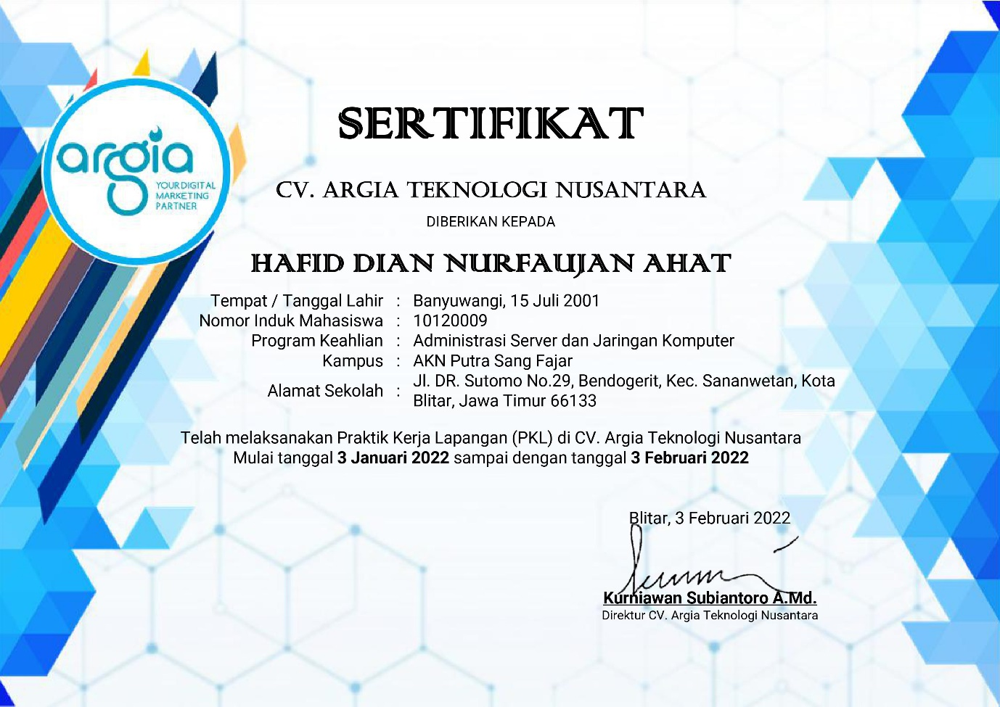 argia
YOUR DIGITAL
MARKETING
PARTNER
SERTIFIKAT
CV. ARGIA TEKNOLOGI NUSANTARA
DIBERIKAN KEPADA
HAFID DIAN NURFAUJAN AHAT
Tempat / Tanggal Lahir : Banyuwangi, 15 Juli 2001
Nomor Induk Mahasiswa : 10120009
Program Keahlian : Administrasi Server dan Jaringan Komputer
Kampus : AKN Putra Sang Fajar
Alamat Sekolah : Jl. DR. Sutomo No.29, Bendogerit, Kec. Sananwetan, Kota
Blitar, Jawa Timur 66133
Telah melaksanakan Praktik Kerja Lapangan (PKL) di CV. Argia Teknologi Nusantara
Mulai tanggal 3 Januari 2022 sampai dengan tanggal 3 Februari 2022
Blitar, 3 Februari 2022
Kurniawan Subiantoro A.Md.
Direktur CV. Argia Teknologi Nusantara